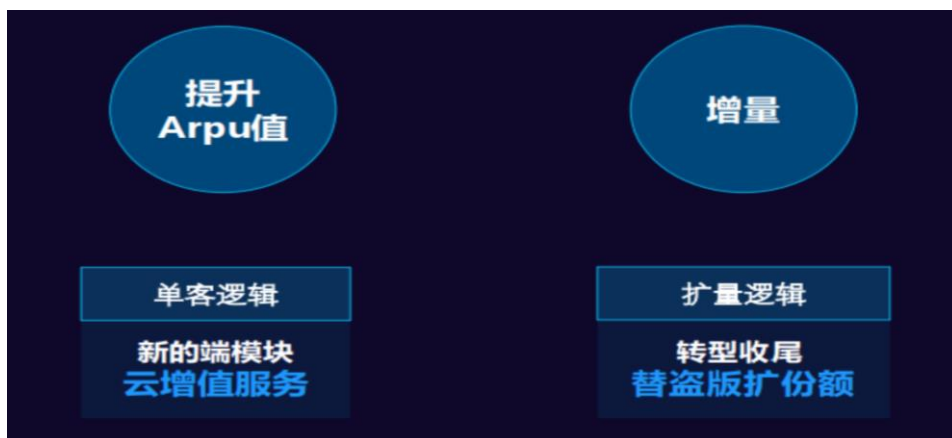 提升
Arpu值
增量
单客逻辑
扩量逻辑
新的端模块
云增值服务
转型收尾
替盗版扩份额